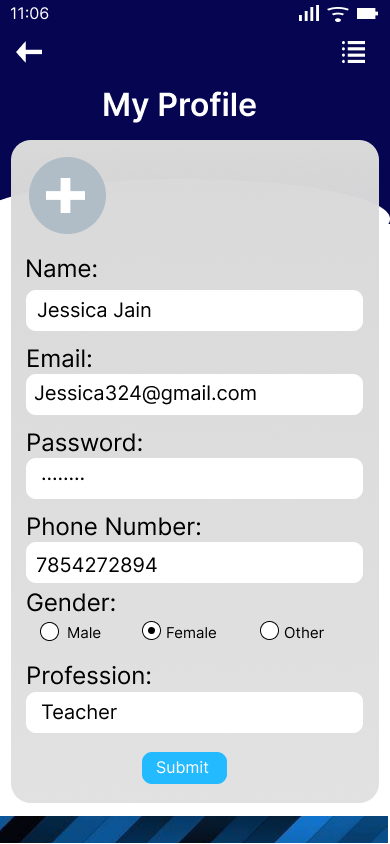 11:06
My Profile
Name:
Jessica Jain
Email:
Jessica324@gmail.com
Password:
........
Phone Number:
7854272894
Gender:
Male Female Other
Profession:
Teacher
Submit